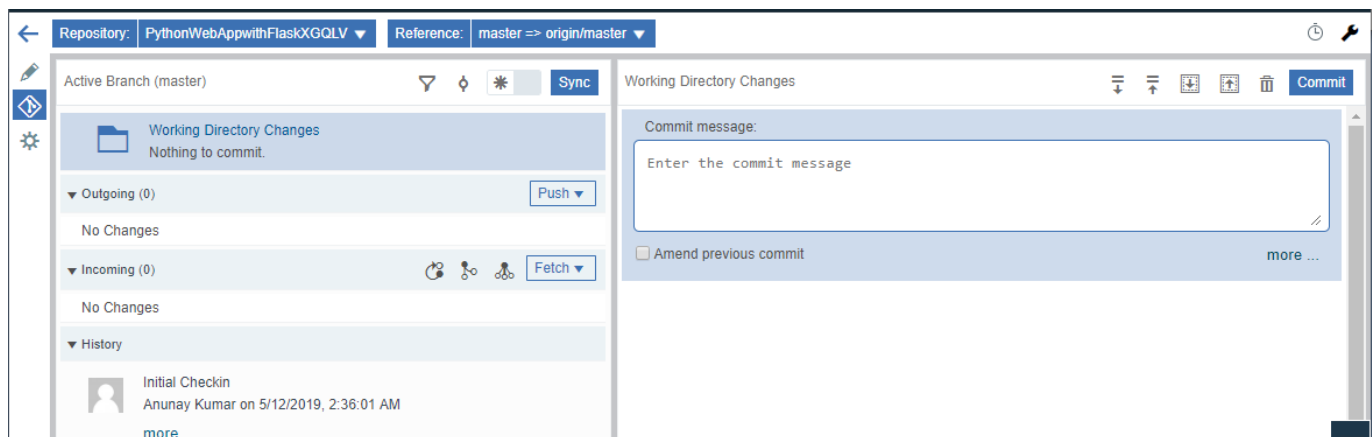 Repository: PythonWebAppwithFlaskXGQLV Reference: master => origin/master
Active Branch (master) Sync
Working Directory Changes
Nothing to commit.
Outgoing (0) Push
No Changes
Incoming (0) Fetch
No Changes
History
Initial Checkin
Anunay Kumar on 5/12/2019, 2:36:01 AM
more
Working Directory Changes Commit
Commit message:
Enter the commit message
Amend previous commit more ...